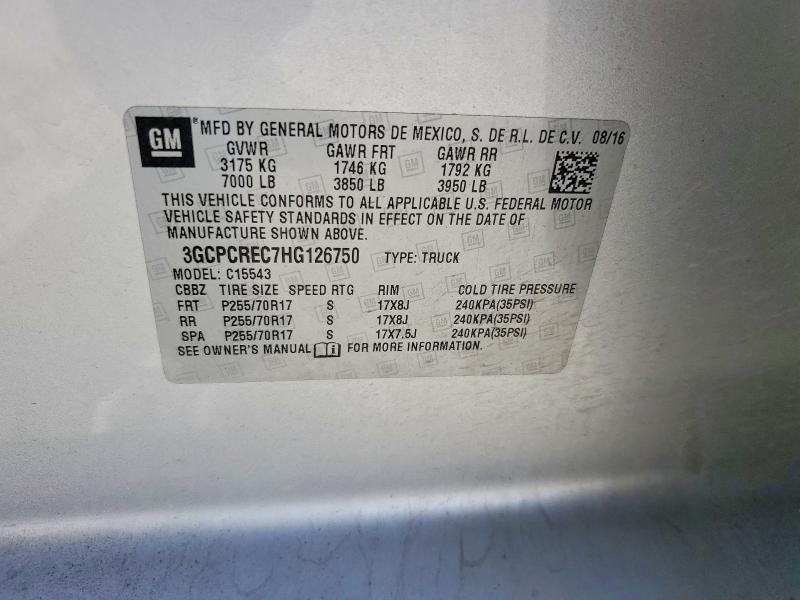 GM ® MFD BY GENERAL MOTORS DE MEXICO, S. DE R.L. DE C.V. 08/16
GVWR GAWR FRT GAWR RR
3175 KG 1746 KG 1792 KG
7000 LB 3850 LB 3950 LB
THIS VEHICLE CONFORMS TO ALL APPLICABLE U.S. FEDERAL MOTOR
VEHICLE SAFETY STANDARDS IN EFFECT ON THE DATE OF
MANUFACTURE SHOWN ABOVE.
3GCPCREC7HG126750 TYPE: TRUCK
MODEL: C15543
CBBZ TIRE SIZE SPEED RTG RIM COLD TIRE PRESSURE
FRT P255/70R17 S 17X8J 240KPA(35PSI)
RR P255/70R17 S 17X8J 240KPA(35PSI)
SPA P255/70R17 S 17X7.5J 240KPA(35PSI)
SEE OWNER'S MANUAL FOR MORE INFORMATION.